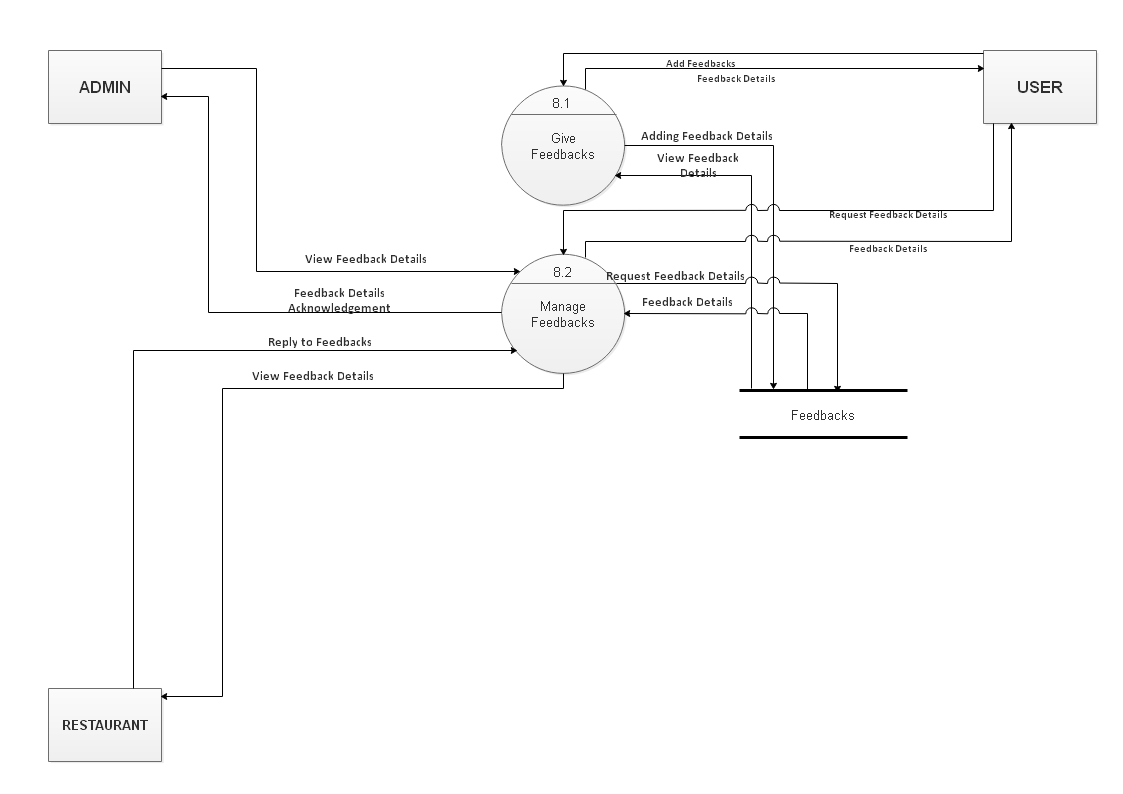 ADMIN
Add Feedbacks
Feedback Details
USER
8.1
Give
Feedbacks
Adding Feedback Details
View Feedback
Details
Request Feedback Details
Feedback Details
View Feedback Details
8.2
Manage
Feedbacks
Request Feedback Details
Feedback Details
Feedback Details
Acknowledgement
Reply to Feedbacks
View Feedback Details
Feedbacks
RESTAURANT